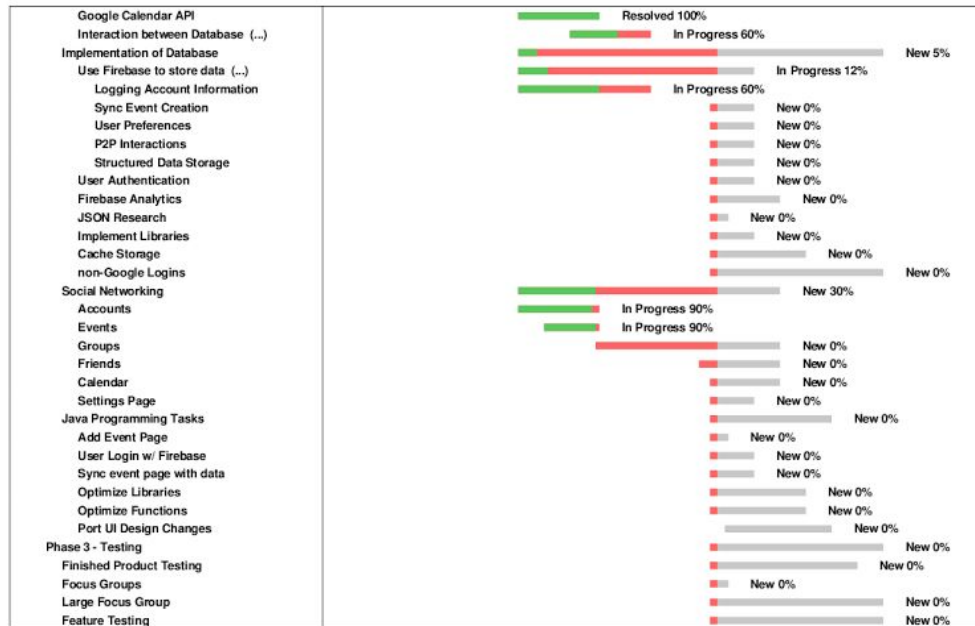 Google Calendar API Resolved 100%
Interaction between Database (...) In Progress 60%
Implementation of Database New 5%
Use Firebase to store data (...) In Progress 12%
Logging Account Information In Progress 60%
Sync Event Creation New 0%
User Preferences New 0%
P2P Interactions New 0%
Structured Data Storage New 0%
User Authentication New 0%
Firebase Analytics New 0%
JSON Research New 0%
Implement Libraries New 0%
Cache Storage New 0%
non-Google Logins New 0%
Social Networking New 30%
Accounts In Progress 90%
Events In Progress 90%
Groups New 0%
Friends New 0%
Calendar New 0%
Settings Page New 0%
Java Programming Tasks New 0%
Add Event Page New 0%
User Login w/ Firebase New 0%
Sync event page with data New 0%
Optimize Libraries New 0%
Optimize Functions New 0%
Port UI Design Changes New 0%
Phase 3 - Testing New 0%
Finished Product Testing New 0%
Focus Groups New 0%
Large Focus Group New 0%
Feature Testing New 0%